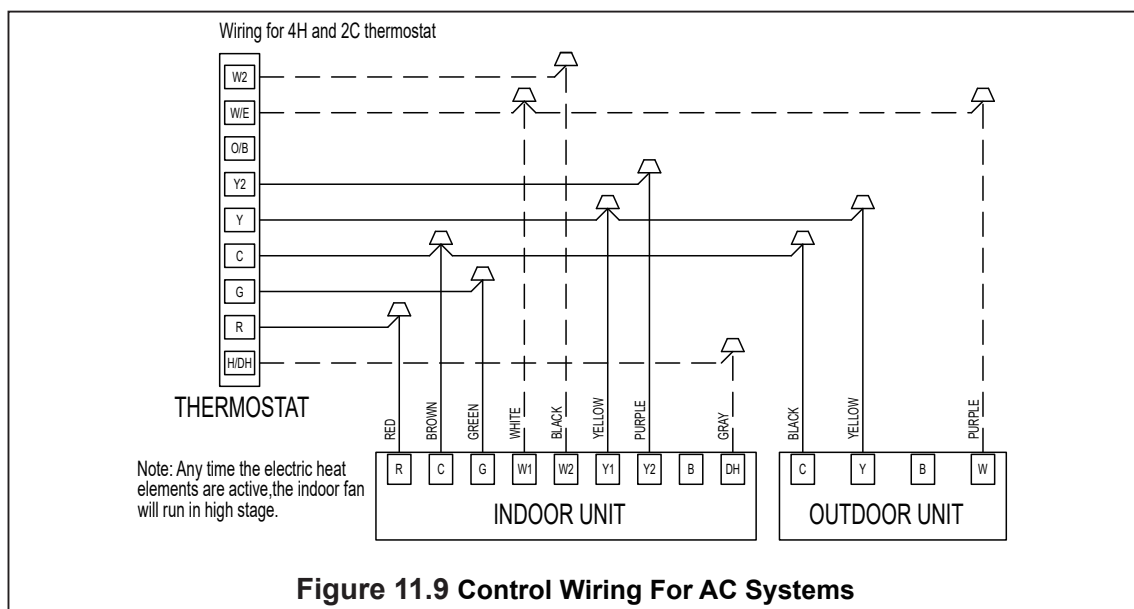 Wiring for 4H and 2C thermostat
W2
W/E
O/B
Y2
Y
C
G
R
H/DH
THERMOSTAT
RED
BROWN
GREEN
WHITE
BLACK
YELLOW
PURPLE
GRAY
BLACK
YELLOW
PURPLE
Note: Any time the electric heat
elements are active,the indoor fan
will run in high stage.
R C G W1 W2 Y1 Y2 B DH
INDOOR UNIT
C Y B W
OUTDOOR UNIT
Figure 11.9 Control Wiring For AC Systems